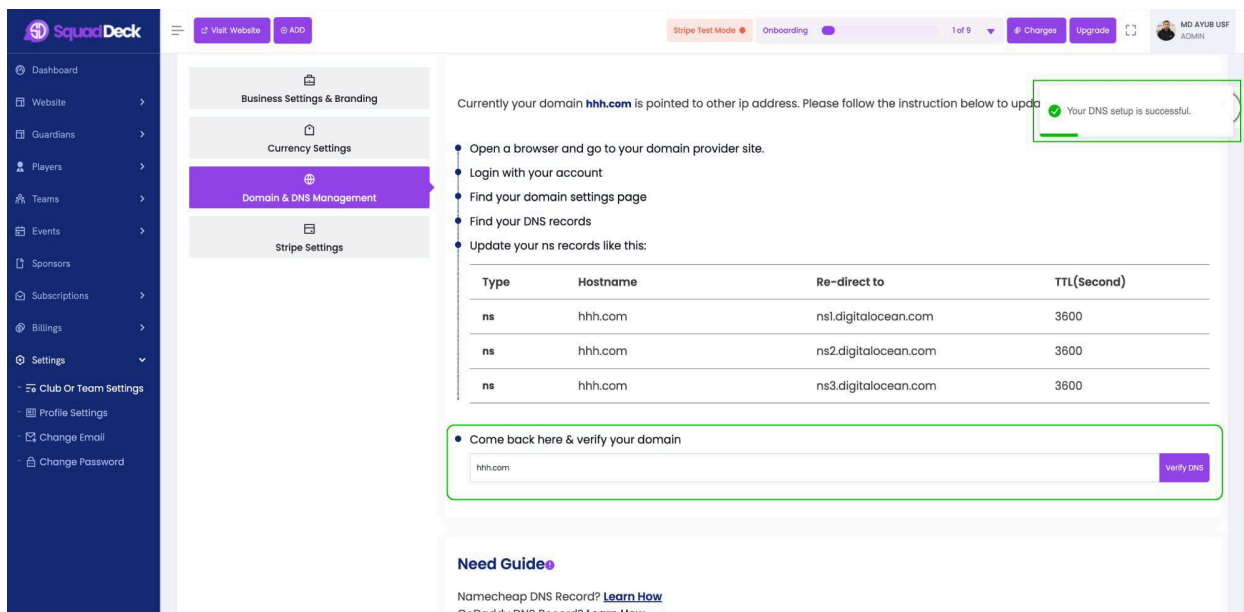 SquadDeck
Visit Website
ADD
Stripe Test Mode
Onboarding
1 of 9
Charges
Upgrade
MD AYUB USF
ADMIN
Dashboard
Website
Guardians
Players
Teams
Events
Sponsors
Subscriptions
Billings
Settings
Club Or Team Settings
Profile Settings
Change Email
Change Password
Business Settings & Branding
Currency Settings
Domain & DNS Management
Stripe Settings
Currently your domain hhh.com is pointed to other ip address. Please follow the instruction below to upda
Your DNS setup is successful.
Open a browser and go to your domain provider site.
Login with your account
Find your domain settings page
Find your DNS records
Update your ns records like this:
Type Hostname Re-direct to TTL(Second)
ns hhh.com ns1.digitalocean.com 3600
ns hhh.com ns2.digitalocean.com 3600
ns hhh.com ns3.digitalocean.com 3600
Come back here & verify your domain
hhh.com
Verify DNS
Need Guide
Namecheap DNS Record? Learn How